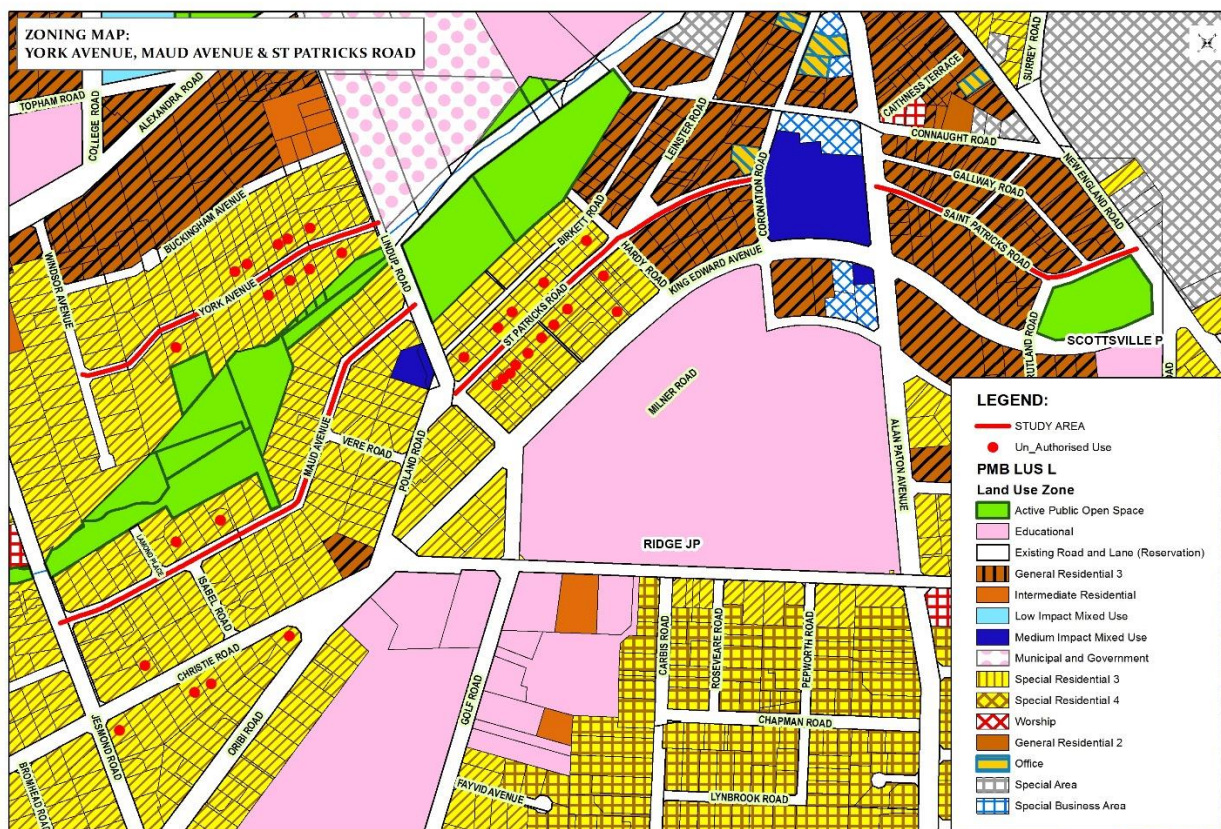 ZONING MAP:
YORK AVENUE, MAUD AVENUE & ST PATRICKS ROAD
TOPHAM ROAD
COLLEGE ROAD
ALEXANDRA ROAD
BUCKINGHAM AVENUE
WINDSOR AVENUE
YORK AVENUE
LINDUP ROAD
BIRKETT ROAD
LEINSTER ROAD
CORONATION ROAD
HARDY ROAD
KING EDWARD AVENUE
ST PATRICKS ROAD
SURREY ROAD
CAITHNESS TERRACE
CONNAUGHT ROAD
GALLWAY ROAD
NEW ENGLAND ROAD
SAINT PATRICKS ROAD
RUTLAND ROAD
SCOTTSVILLE P
AD
MAUD AVENUE
VERE ROAD
POLAND ROAD
MILNER ROAD
ALAN PATON AVENUE
RIDGE JP
LAMOND PLACE
ISABEL ROAD
CHRISTIE ROAD
ORIBI ROAD
JESMOND ROAD
BROMHEAD ROAD
GOLF ROAD
FAYVID AVENUE
CARBIS ROAD
ROSEVEARE ROAD
PEPWORTH ROAD
CHAPMAN ROAD
LYNBROOK ROAD
LEGEND:
STUDY AREA
Un_Authorised Use
PMB LUS L
Land Use Zone
Active Public Open Space
Educational
Existing Road and Lane (Reservation)
General Residential 3
Intermediate Residential
Low Impact Mixed Use
Medium Impact Mixed Use
Municipal and Government
Special Residential 3
Special Residential 4
Worship
General Residential 2
Office
Special Area
Special Business Area